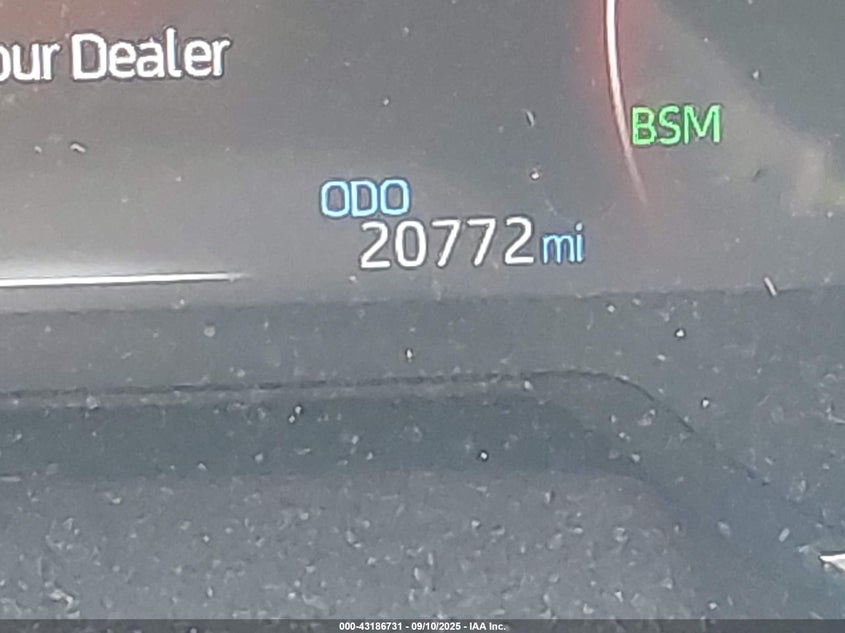 our Dealer
BSM
ODO
20772 mi
000-43186731 - 09/10/2025 - IAA Inc.